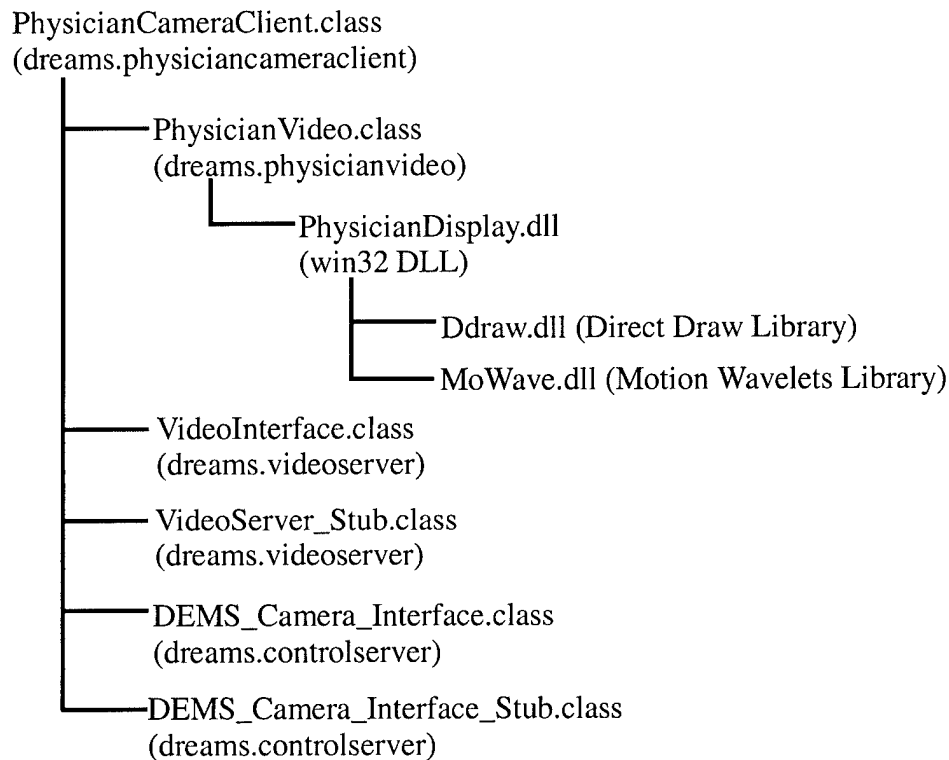 PhysicianCameraClient.class
(dreams.physiciancameraclient)
PhysicianVideo.class
(dreams.physicianvideo)
PhysicianDisplay.dll
(win32 DLL)
Ddraw.dll (Direct Draw Library)
MoWave.dll (Motion Wavelets Library)
VideoInterface.class
(dreams.videoserver)
VideoServer_Stub.class
(dreams.videoserver)
DEMS_Camera_Interface.class
(dreams.controlserver)
DEMS_Camera_Interface_Stub.class
(dreams.controlserver)